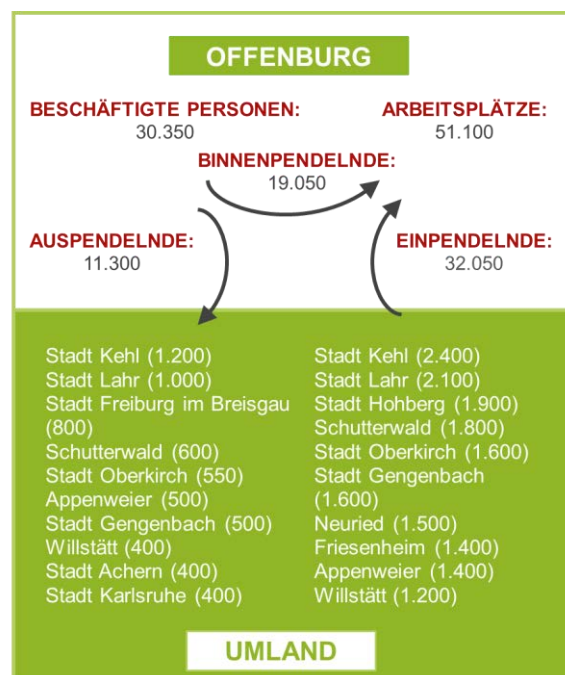 OFFENBURG
BESCHÄFTIGTE PERSONEN:
30.350
ARBEITSPLÄTZE:
51.100
BINNENPENDELNDE:
19.050
AUSPENDELNDE:
11.300
EINPENDELNDE:
32.050
Stadt Kehl (1.200)
Stadt Lahr (1.000)
Stadt Freiburg im Breisgau
(800)
Schutterwald (600)
Stadt Oberkirch (550)
Appenweier (500)
Stadt Gengenbach (500)
Willstätt (400)
Stadt Achern (400)
Stadt Karlsruhe (400)
Stadt Kehl (2.400)
Stadt Lahr (2.100)
Stadt Hohberg (1.900)
Schutterwald (1.800)
Stadt Oberkirch (1.600)
Stadt Gengenbach
(1.600)
Neuried (1.500)
Friesenheim (1.400)
Appenweier (1.400)
Willstätt (1.200)
UMLAND